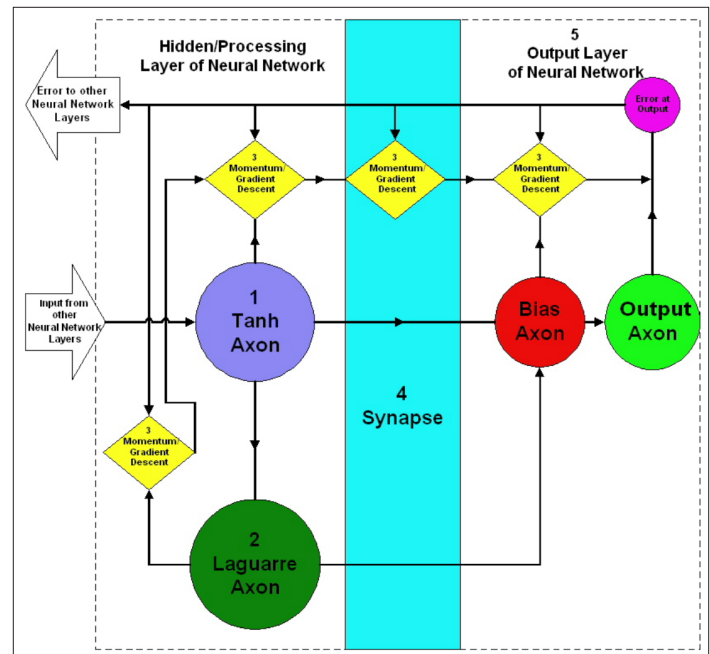 Hidden/Processing
Layer of Neural Network
5
Output Layer
of Neural Network
Error to other
Neural Network
Layers
Error at
Output
3
Momentum/
Gradient
Descent
3
Momentum/
Gradient
Descent
3
Momentum/
Gradient
Descent
Input from
other
Neural Network
Layers
1
Tanh
Axon
Bias
Axon
Output
Axon
4
Synapse
3
Momentum/
Gradient
Descent
2
Laguarre
Axon